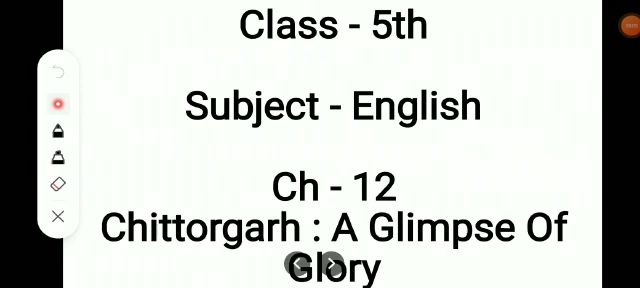 Class - 5th
Subject - English
Ch - 12
Chittorgarh : A Glimpse Of
Glory